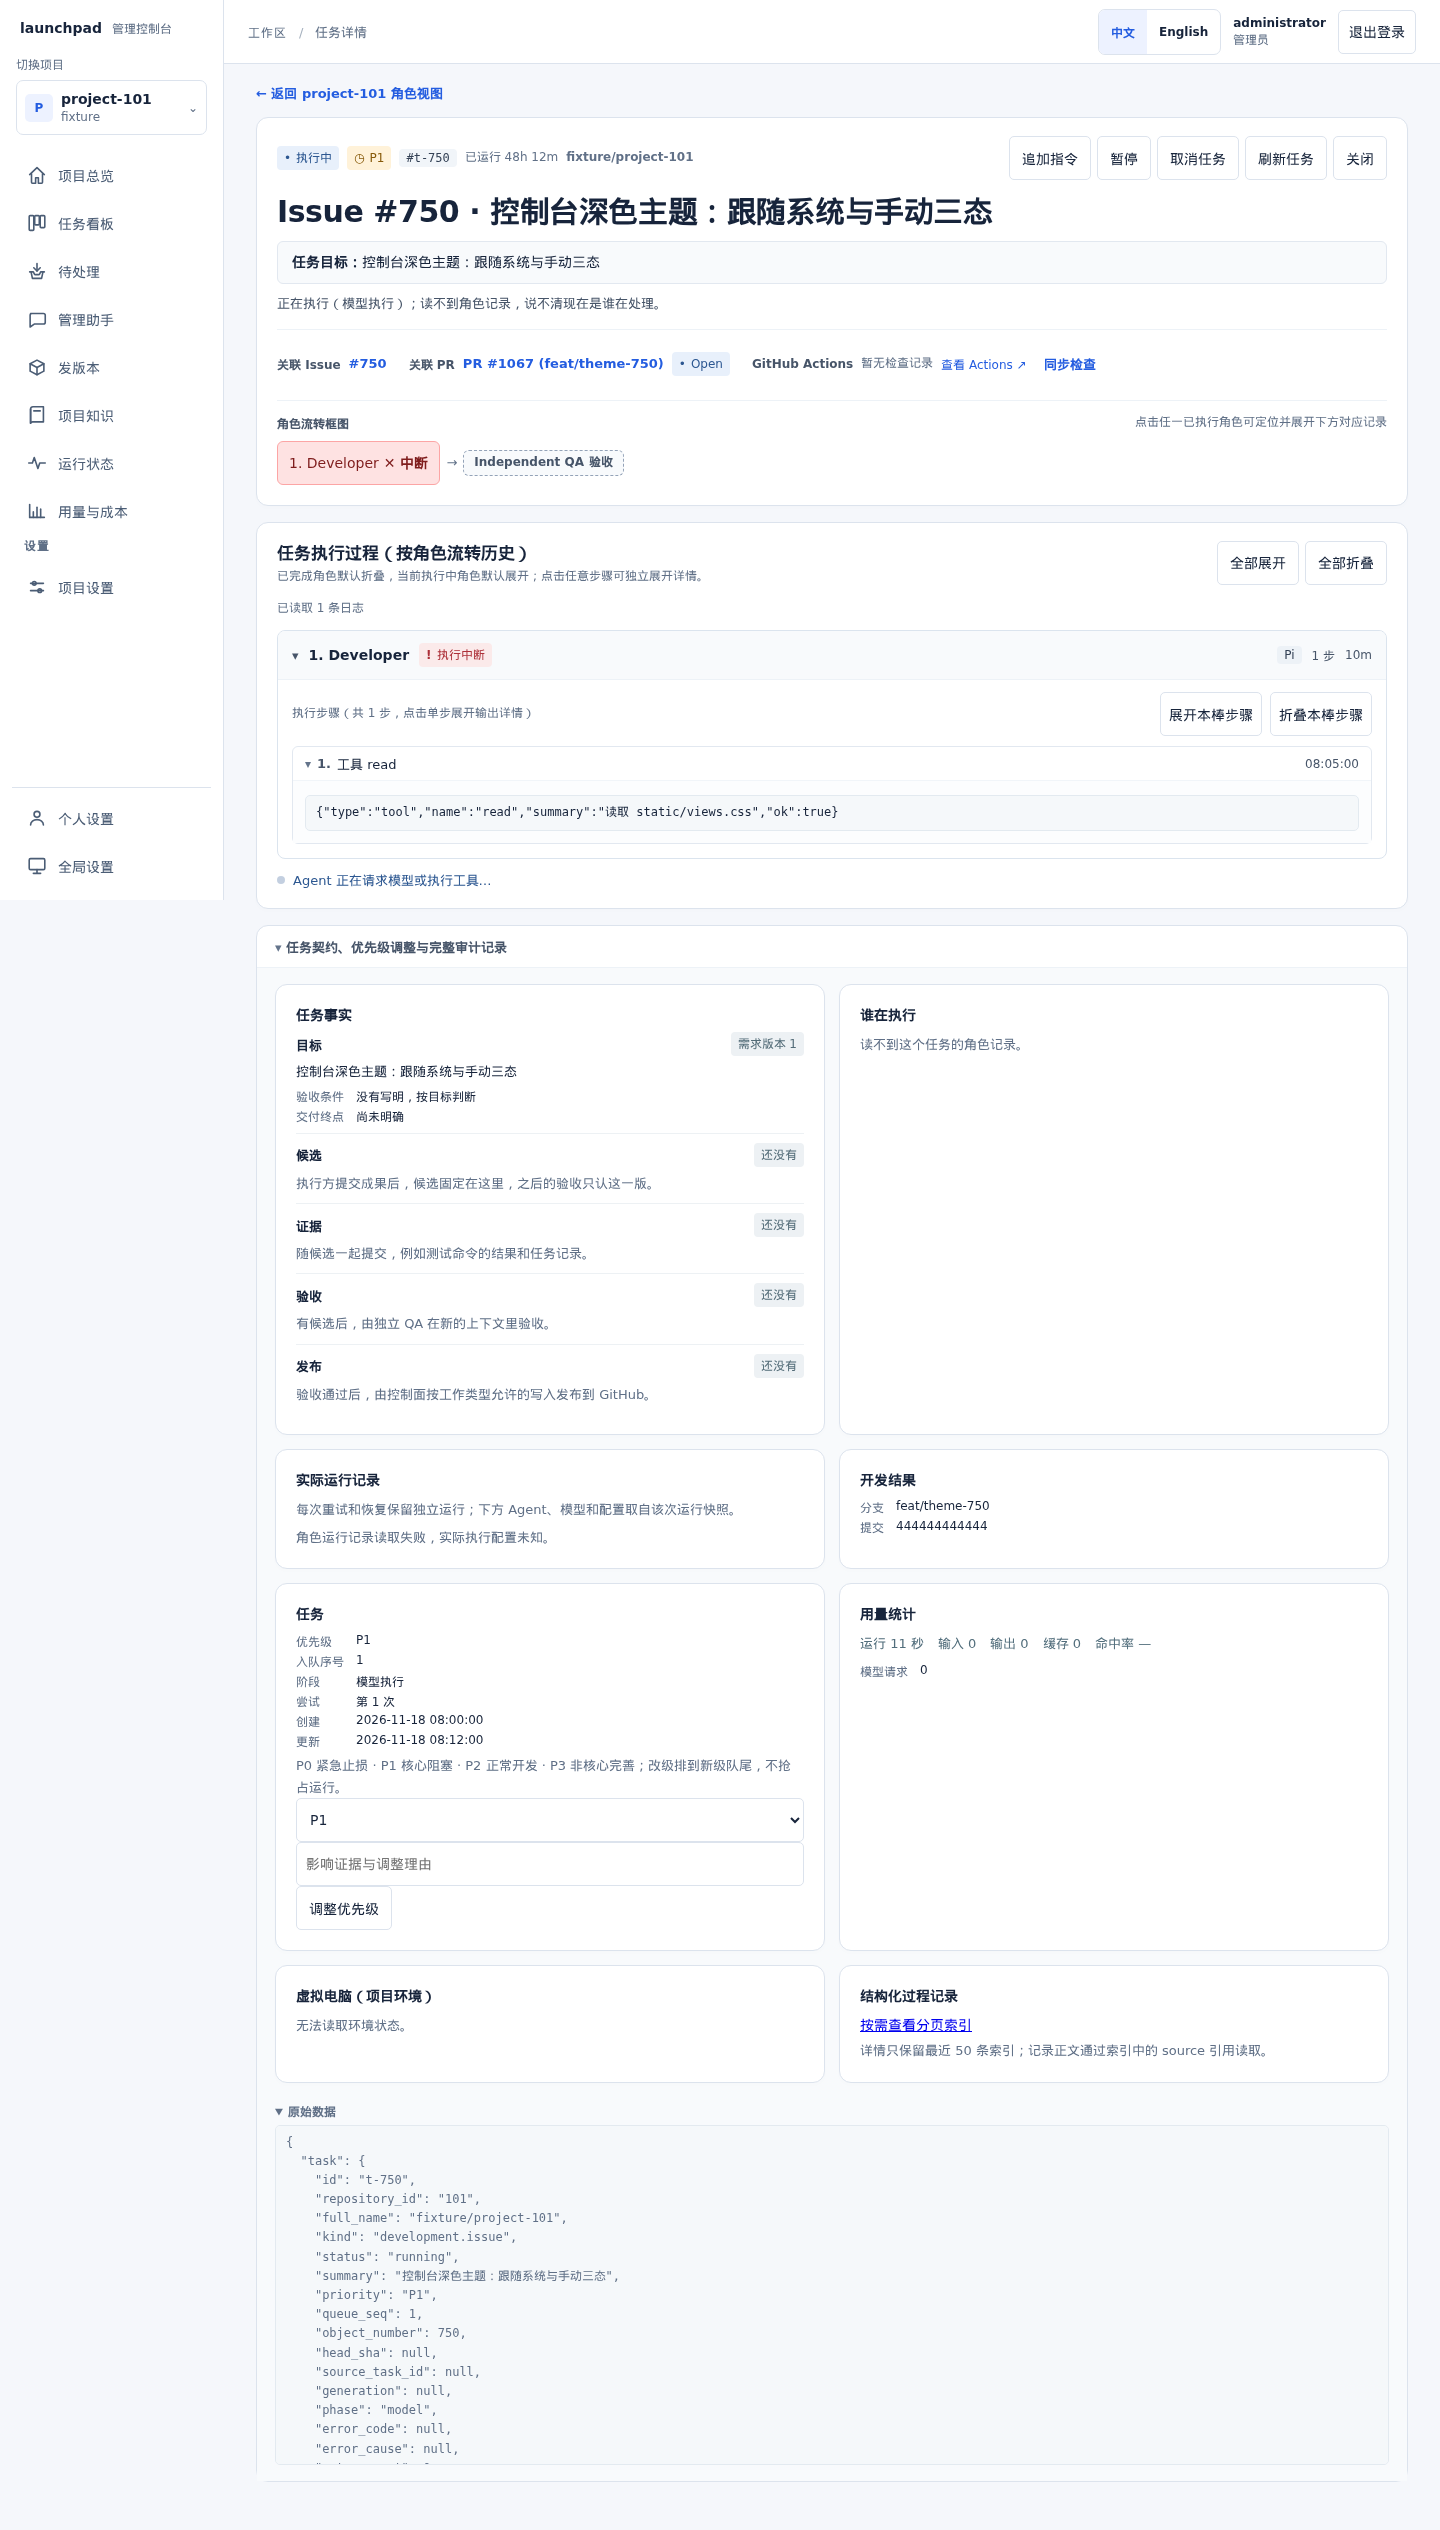 launchpad 管理控制台
切换项目
P project-101
fixture
项目总览
任务看板
待处理
管理助手
发版本
项目知识
运行状态
用量与成本
设置
项目设置
个人设置
全局设置
工作区 / 任务详情
中文 English
administrator
管理员
退出登录
← 返回 project-101 角色视图
• 执行中 ◷ P1 #t-750 已运行 48h 12m fixture/project-101
追加指令 暂停 取消任务 刷新任务 关闭
Issue #750 · 控制台深色主题：跟随系统与手动三态
任务目标：控制台深色主题：跟随系统与手动三态
正在执行（模型执行）；读不到角色记录，说不清现在是谁在处理。
关联 Issue #750 关联 PR PR #1067 (feat/theme-750) • Open GitHub Actions 暂无检查记录 查看 Actions ↗ 同步检查
角色流转框图
点击任一已执行角色可定位并展开下方对应记录
1. Developer × 中断 → Independent QA 验收
任务执行过程（按角色流转历史）
已完成角色默认折叠，当前执行中角色默认展开；点击任意步骤可独立展开详情。
全部展开 全部折叠
已读取 1 条日志
▾ 1. Developer ! 执行中断
Pi 1 步 10m
执行步骤（共 1 步，点击单步展开输出详情）
展开本棒步骤 折叠本棒步骤
▾ 1. 工具 read 08:05:00
{"type":"tool","name":"read","summary":"读取 static/views.css","ok":true}
Agent 正在请求模型或执行工具…
▾ 任务契约、优先级调整与完整审计记录
任务事实
目标 需求版本 1
控制台深色主题：跟随系统与手动三态
验收条件 没有写明，按目标判断
交付终点 尚未明确
候选 还没有
执行方提交成果后，候选固定在这里，之后的验收只认这一版。
证据 还没有
随候选一起提交，例如测试命令的结果和任务记录。
验收 还没有
有候选后，由独立 QA 在新的上下文里验收。
发布 还没有
验收通过后，由控制面按工作类型允许的写入发布到 GitHub。
谁在执行
读不到这个任务的角色记录。
实际运行记录
每次重试和恢复保留独立运行；下方 Agent、模型和配置取自该次运行快照。
角色运行记录读取失败，实际执行配置未知。
开发结果
分支 feat/theme-750
提交 444444444444
任务
优先级 P1
入队序号 1
阶段 模型执行
尝试 第 1 次
创建 2026-11-18 08:00:00
更新 2026-11-18 08:12:00
P0 紧急止损 · P1 核心阻塞 · P2 正常开发 · P3 非核心完善；改级排到新级队尾，不抢
占运行。
P1
影响证据与调整理由
调整优先级
用量统计
运行 11 秒 输入 0 输出 0 缓存 0 命中率 —
模型请求 0
虚拟电脑（项目环境）
无法读取环境状态。
结构化过程记录
按需查看分页索引
详情只保留最近 50 条索引；记录正文通过索引中的 source 引用读取。
▼ 原始数据
{
"task": {
"id": "t-750",
"repository_id": "101",
"full_name": "fixture/project-101",
"kind": "development.issue",
"status": "running",
"summary": "控制台深色主题：跟随系统与手动三态",
"priority": "P1",
"queue_seq": 1,
"object_number": 750,
"head_sha": null,
"source_task_id": null,
"generation": null,
"phase": "model",
"error_code": null,
"error_cause": null,